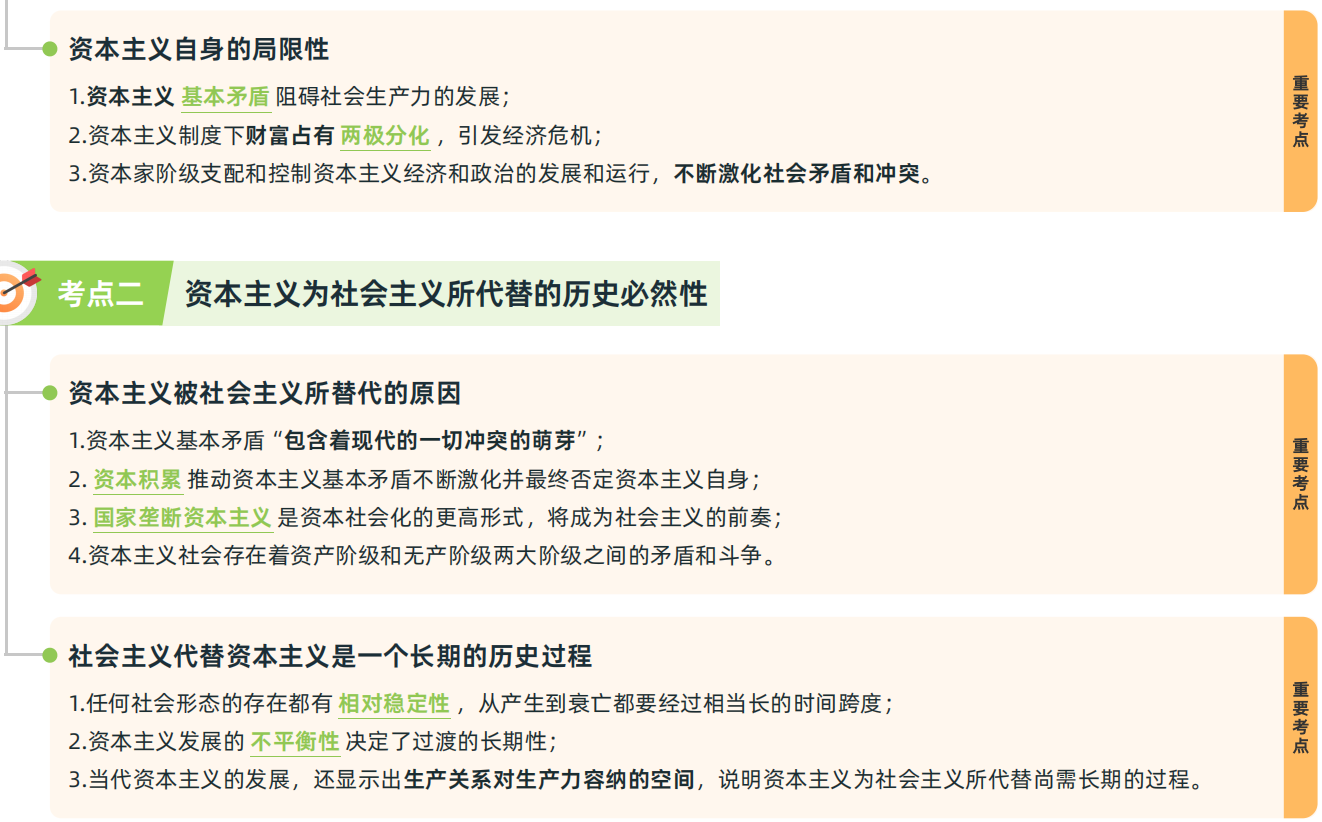 资本主义自身的局限性
1.资本主义 基本矛盾 阻碍社会生产力的发展；
2.资本主义制度下财富占有 两极分化 ，引发经济危机；
3.资本家阶级支配和控制资本主义经济和政治的发展和运行，不断激化社会矛盾和冲突。
重要考点
考点二 资本主义为社会主义所代替的历史必然性
资本主义被社会主义所替代的原因
1.资本主义基本矛盾“包含着现代的一切冲突的萌芽”；
2. 资本积累 推动资本主义基本矛盾不断激化并最终否定资本主义自身；
3. 国家垄断资本主义 是资本社会化的更高形式，将成为社会主义的前奏；
4.资本主义社会存在着资产阶级和无产阶级两大阶级之间的矛盾和斗争。
重要考点
社会主义代替资本主义是一个长期的历史过程
1.任何社会形态的存在都有 相对稳定性 ，从产生到衰亡都要经过相当长的时间跨度；
2.资本主义发展的 不平衡性 决定了过渡的长期性；
3.当代资本主义的发展，还显示出生产关系对生产力容纳的空间，说明资本主义为社会主义所代替尚需长期的过程。
重要考点